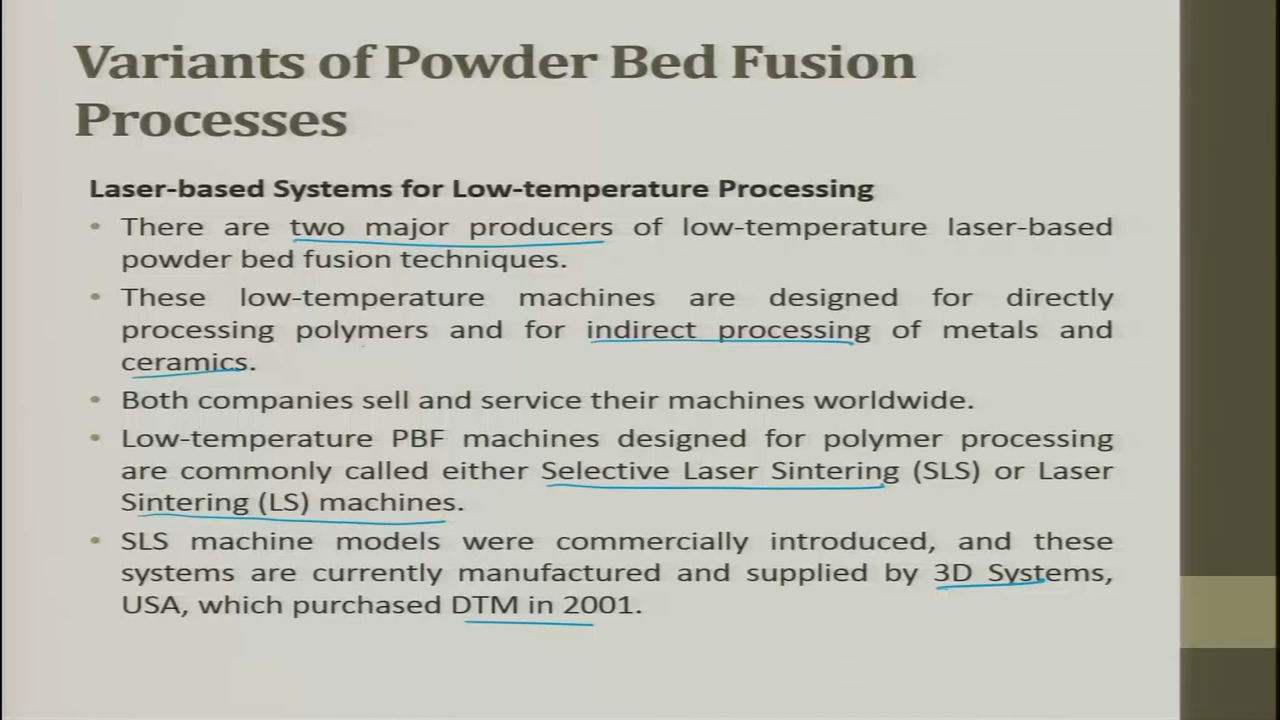 Variants of Powder Bed Fusion
Processes
Laser-based Systems for Low-temperature Processing
• There are two major producers of low-temperature laser-based
powder bed fusion techniques.
• These low-temperature machines are designed for directly
processing polymers and for indirect processing of metals and
ceramics.
• Both companies sell and service their machines worldwide.
• Low-temperature PBF machines designed for polymer processing
are commonly called either Selective Laser Sintering (SLS) or Laser
Sintering (LS) machines.
• SLS machine models were commercially introduced, and these
systems are currently manufactured and supplied by 3D Systems,
USA, which purchased DTM in 2001.